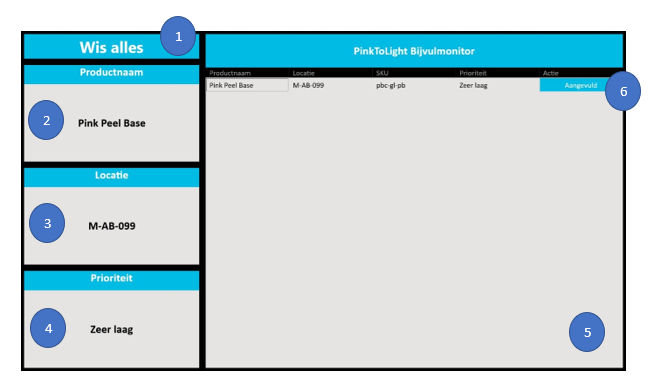 Wis alles
1
PinkToLight Bijvulmonitor
Productnaam
2
Pink Peel Base
Locatie
3
M-AB-099
Prioriteit
4
Zeer laag
Productnaam Locatie SKU Prioriteit Actie
Pink Peel Base M-AB-099 pbc-gl-pb Zeer laag Aangevuld
6
5